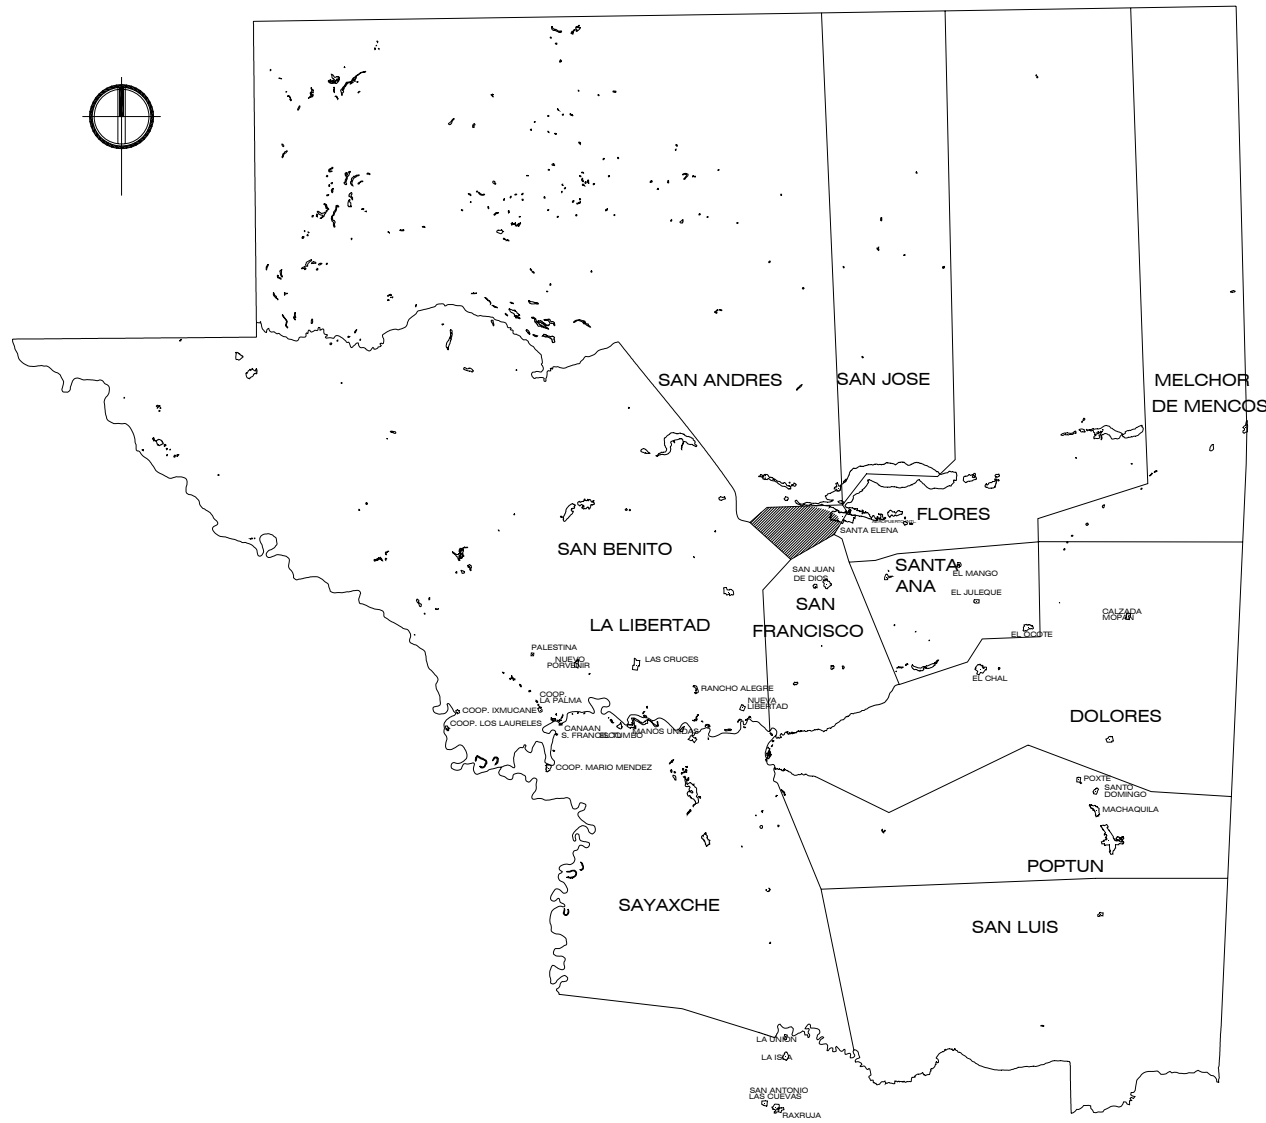 SAN ANDRES
SAN JOSE
MELCHOR
DE MENCOS
FLORES
SANTA ELENA
SAN BENITO
SANTA
ANA
EL MANGO
SAN JUAN
DE DIOS
EL JULEQUE
SAN
FRANCISCO
CALZADA
MOPAN
LA LIBERTAD
EL OCOTE
PALESTINA
NUEVO
PORVENIR
LAS CRUCES
EL CHAL
RANCHO ALEGRE
COOP.
LA PALMA
NUEVA
LIBERTAD
COOP. IXMUCANE
COOP. LOS LAURELES
CANAAN
MANOS UNIDAS
DOLORES
COOP. MARIO MENDEZ
POXTE
SANTO
DOMINGO
MACHAQUILA
POPTUN
SAYAXCHE
SAN LUIS
LA UNION
LA ISLA
SAN ANTONIO
LAS CUEVAS
RAXRUJA